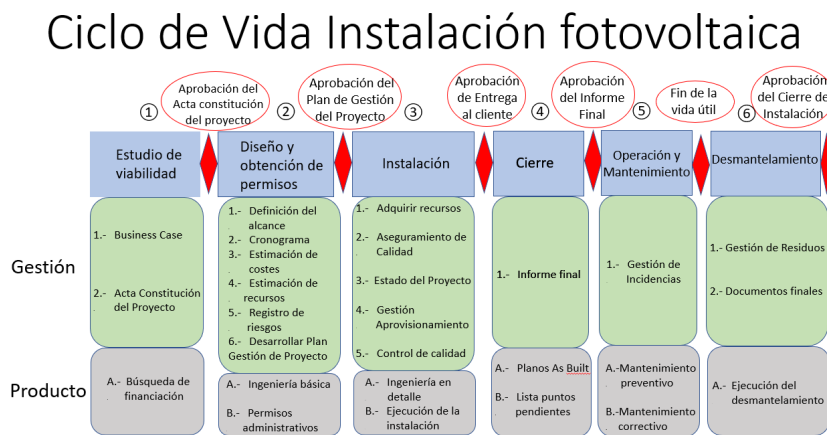 Ciclo de Vida Instalación fotovoltaica
Aprobación del
Acta constitución
del proyecto
Aprobación del
Plan de Gestión
del Proyecto
Aprobación
de Entrega
al cliente
Aprobación
del Informe
Final
Fin de la
vida útil
Aprobación
del Cierre de
Instalación
①
②
③
④
⑤
⑥
Estudio de
viabilidad
Diseño y
obtención de
permisos
Instalación
Cierre
Operación y
Mantenimiento
Desmantelamiento
Gestión
1.- Business Case
2.- Acta Constitución
del Proyecto
1.- Definición del
alcance
2.- Cronograma
3.- Estimación de
costes
4.- Estimación de
recursos
5.- Registro de
riesgos
6.- Desarrollar Plan
Gestión de Proyecto
1.- Adquirir recursos
2.- Aseguramiento de
Calidad
3.- Estado del Proyecto
4.- Gestión
Aprovisionamiento
5.- Control de calidad
1.- Informe final
1.- Gestión de
Incidencias
1.- Gestión de Residuos
2.- Documentos finales
Producto
A.- Búsqueda de
financiación
A.- Ingeniería básica
B.- Permisos
administrativos
A.- Ingeniería en
detalle
B.- Ejecución de la
instalación
A.- Planos As Built
B.- Lista puntos
pendientes
A.-Mantenimiento
preventivo
B.-Mantenimiento
correctivo
A.- Ejecución del
desmantelamiento